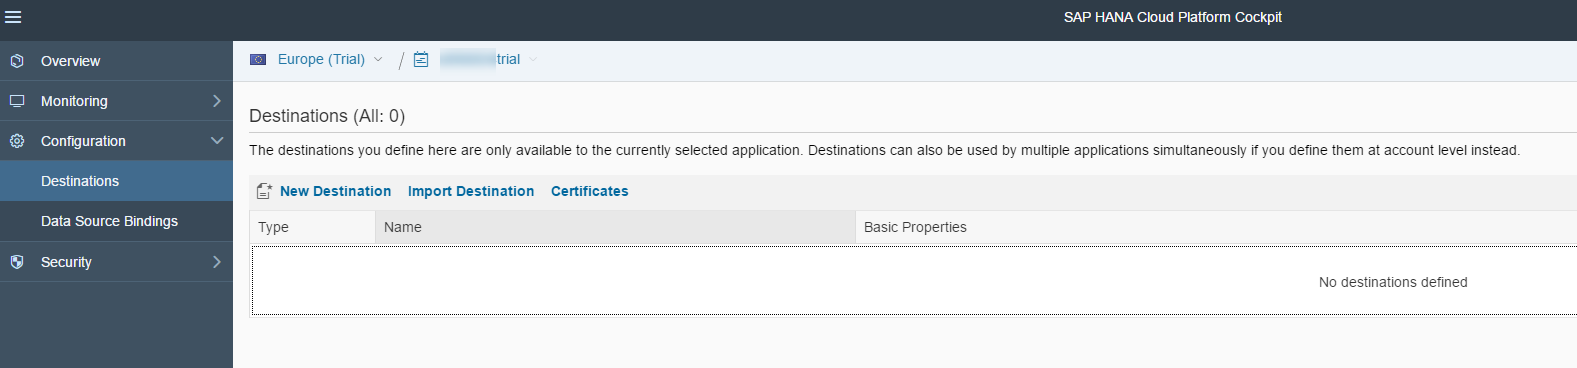 SAP HANA Cloud Platform Cockpit
Overview
Monitoring
Configuration
Destinations
Data Source Bindings
Security
Europe (Trial) / trial
Destinations (All: 0)
The destinations you define here are only available to the currently selected application. Destinations can also be used by multiple applications simultaneously if you define them at account level instead.
New Destination Import Destination Certificates
Type Name Basic Properties
No destinations defined